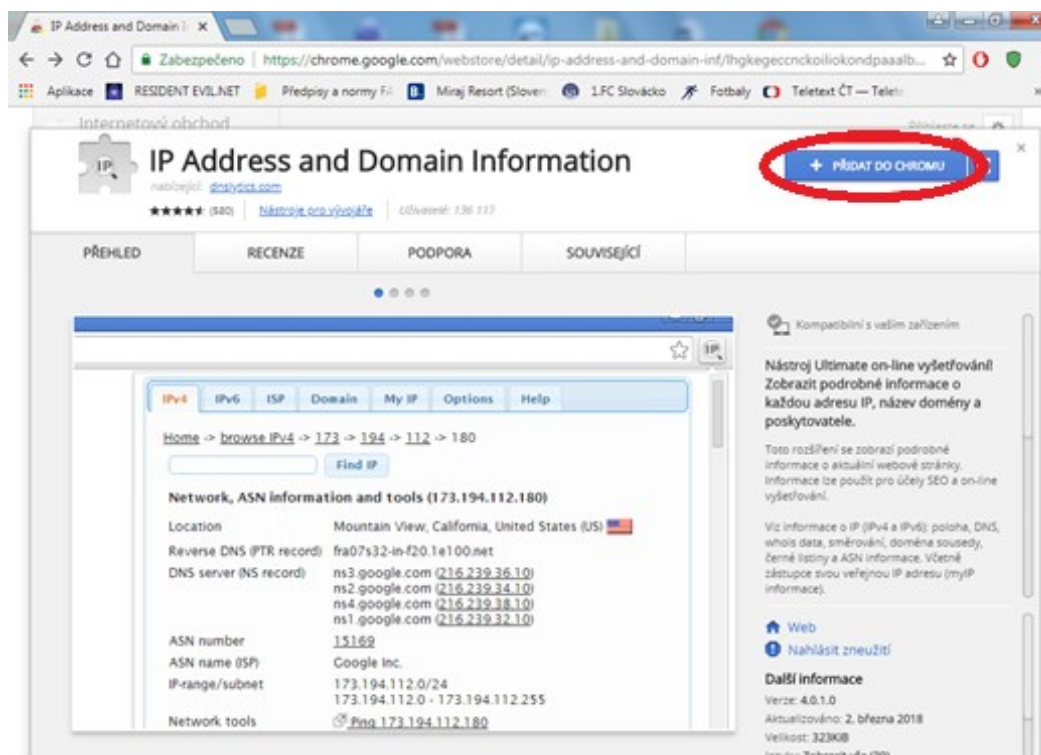 IP Address and Domain I
Zabezpečeno | https://chrome.google.com/webstore/detail/ip-address-and-domain-inf/lhgkegeccnckoiliokondpaaalb...
Aplikace RESIDENT EVIL.NET Předpisy a normy FA Miraj Resort (Sloven 1.FC Slovácko Fotbaly Teletext ČT — Telete
Internetový obchod
IP Address and Domain Information
+ PŘIDAT DO CHROMU
nabízející: dnslytics.com
(580) Nástroje pro vývojáře Uživatelé: 136 117
PŘEHLED RECENZE PODPORA SOUVISEJÍCÍ
IP
IPv4 IPv6 ISP Domain My IP Options Help
Home -> browse IPv4 -> 173 -> 194 -> 112 -> 180
Find IP
Network, ASN information and tools (173.194.112.180)
Location Mountain View, California, United States (US)
Reverse DNS (PTR record) fra07s32-in-f20.1e100.net
DNS server (NS record) ns3.google.com (216.239.36.10)
ns2.google.com (216.239.34.10)
ns4.google.com (216.239.38.10)
ns1.google.com (216.239.32.10)
ASN number 15169
ASN name (ISP) Google Inc.
IP-range/subnet 173.194.112.0/24
173.194.112.0 - 173.194.112.255
Network tools Ping 173.194.112.180
Kompatibilní s vaším zařízením
Nástroj Ultimate on-line vyšetřování!
Zobrazit podrobné informace o
každou adresu IP, název domény a
poskytovatele.
Toto rozšíření se zobrazí podrobné
informace o aktuální webové stránky.
Informace lze použít pro účely SEO a on-line
vyšetřování.
Viz informace o IP (IPv4 a IPv6): poloha, DNS,
whois data, směrování, doména sousedy,
černé listiny a ASN informace. Včetně
zástupce svou veřejnou IP adresu (myIP
informace).
Web
Nahlásit zneužití
Další informace
Verze: 4.0.1.0
Aktualizováno: 2. března 2018
Velikost: 323KiB